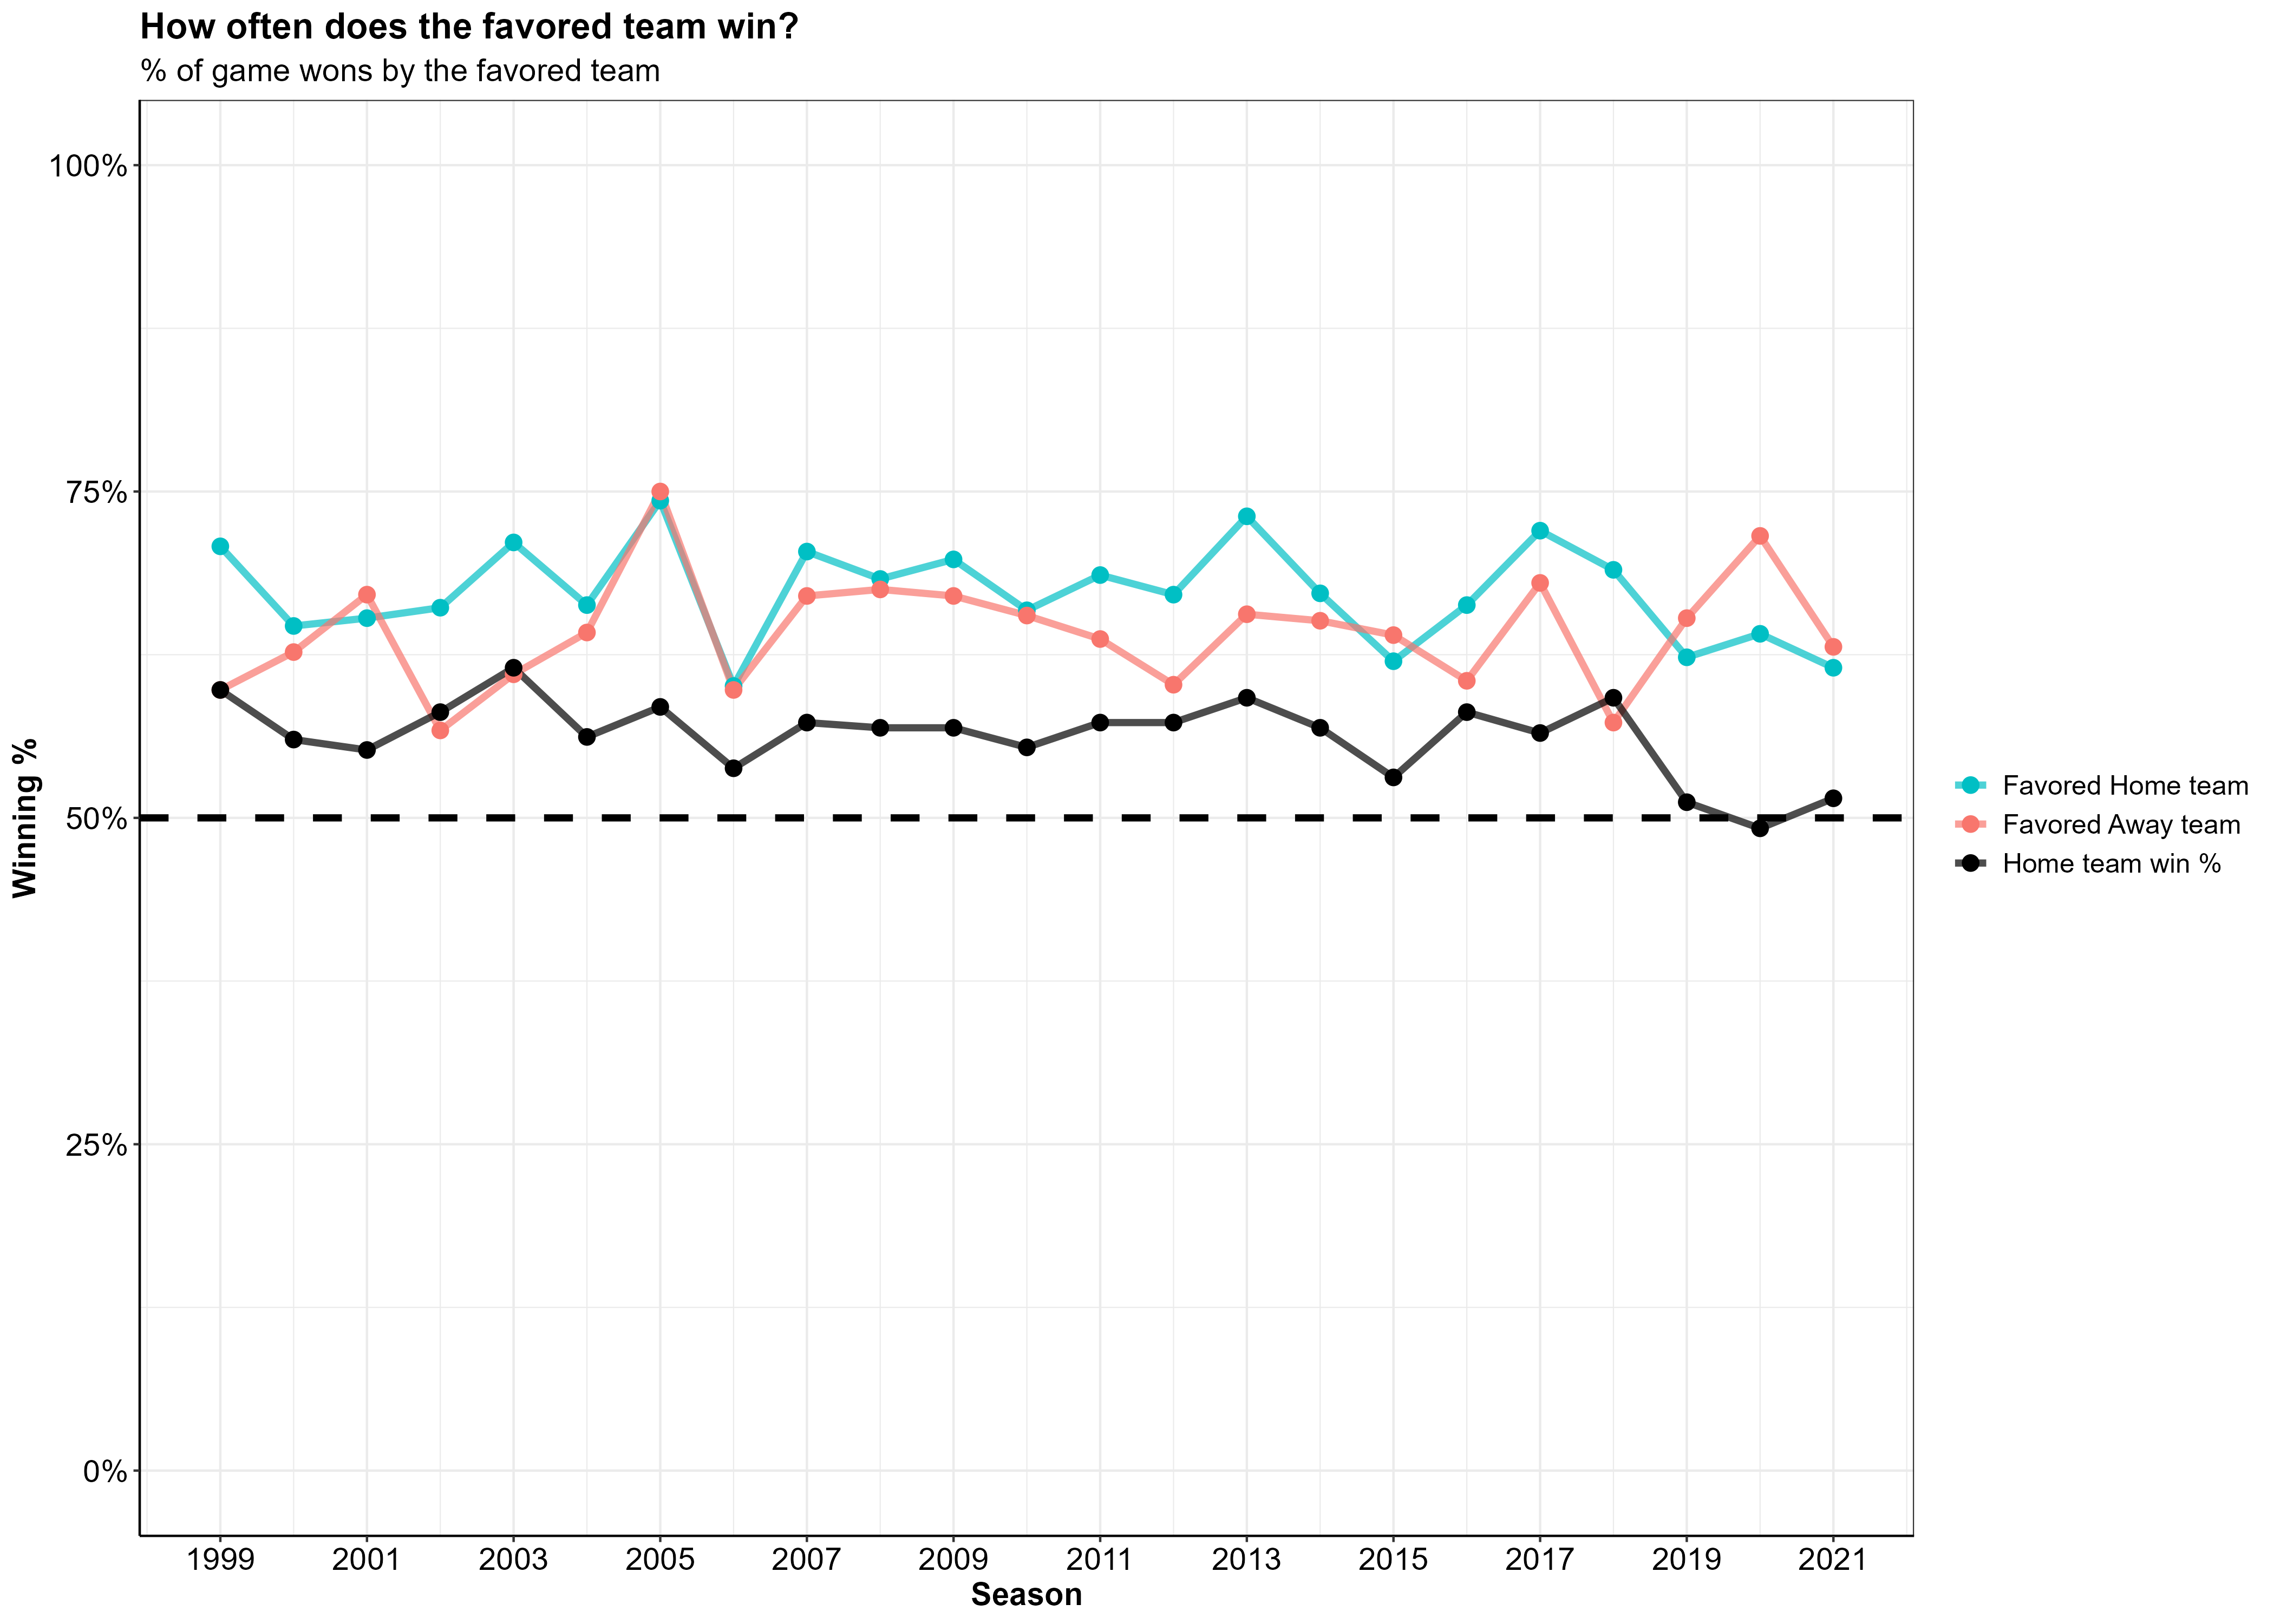 How often does the favored team win?
% of game wons by the favored team
Winning %
100%
75%
50%
25%
0%
1999 2001 2003 2005 2007 2009 2011 2013 2015 2017 2019 2021
Season
Favored Home team
Favored Away team
Home team win %